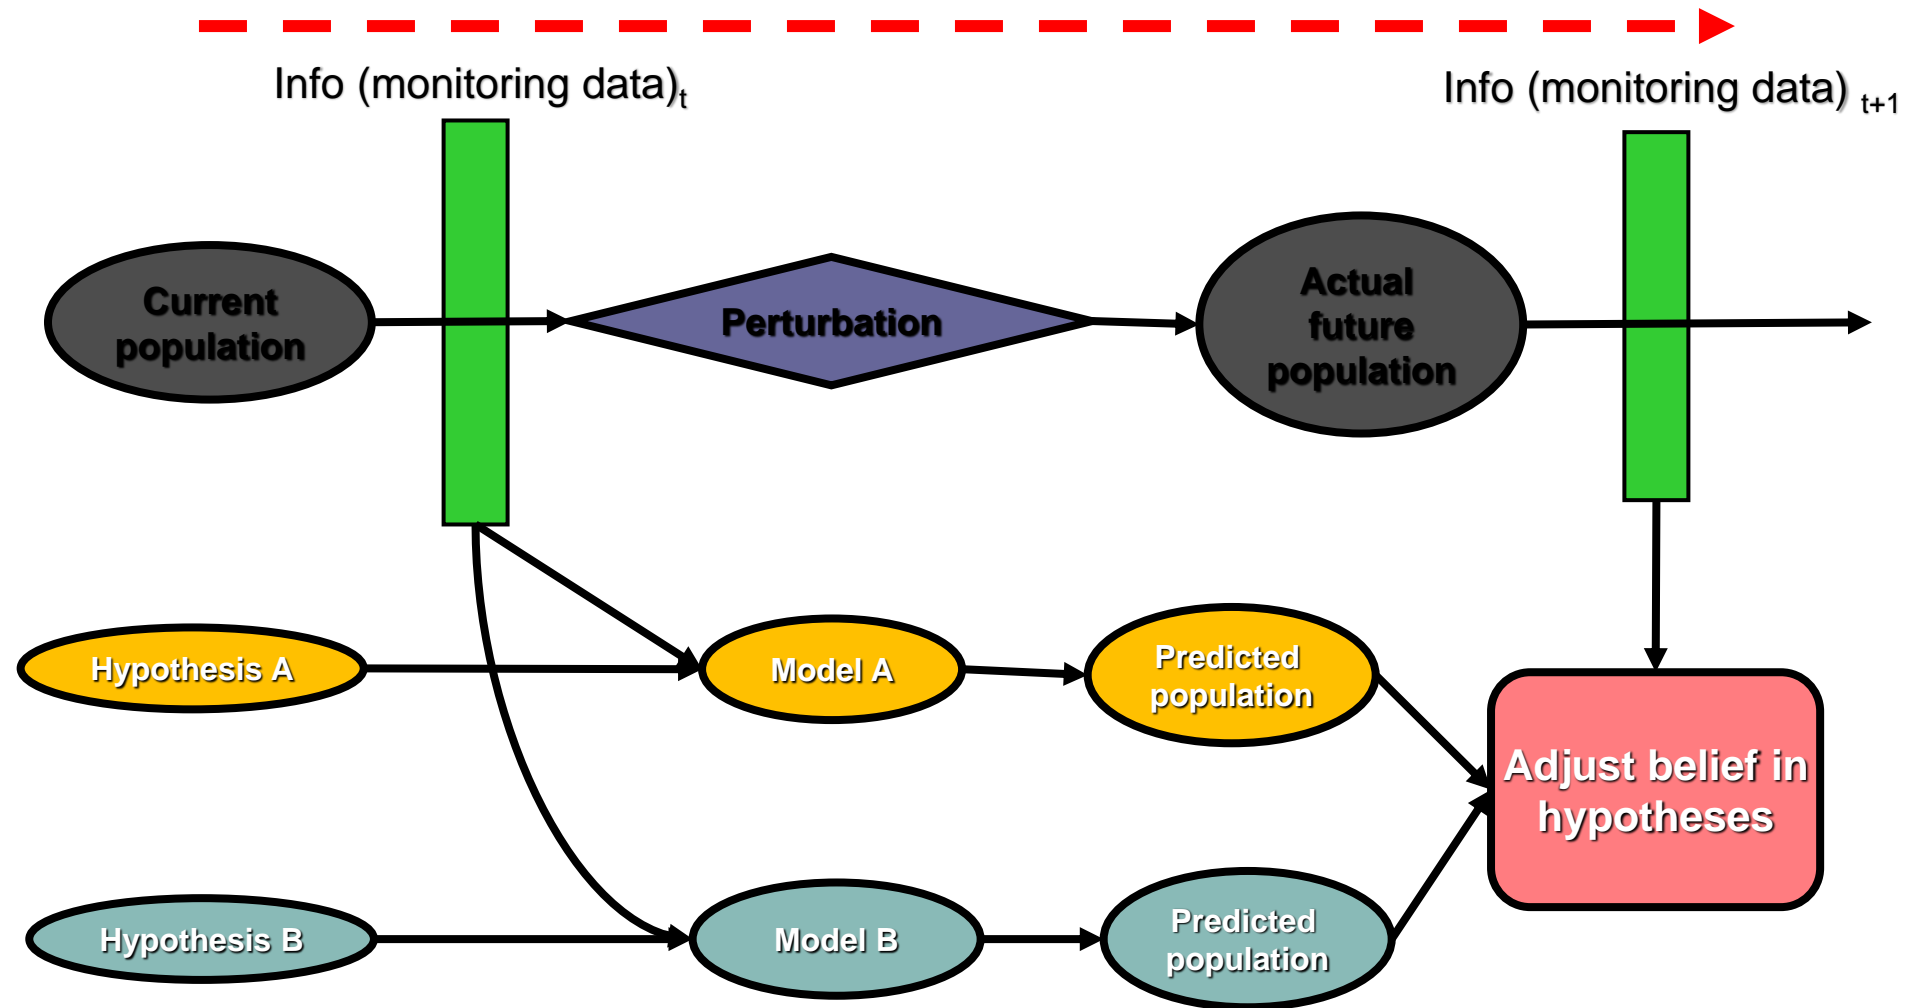 Info (monitoring data)t
Info (monitoring data) t+1
Current
population
Perturbation
Actual
future
population
Hypothesis A
Model A
Predicted
population
Adjust belief in
hypotheses
Hypothesis B
Model B
Predicted
population